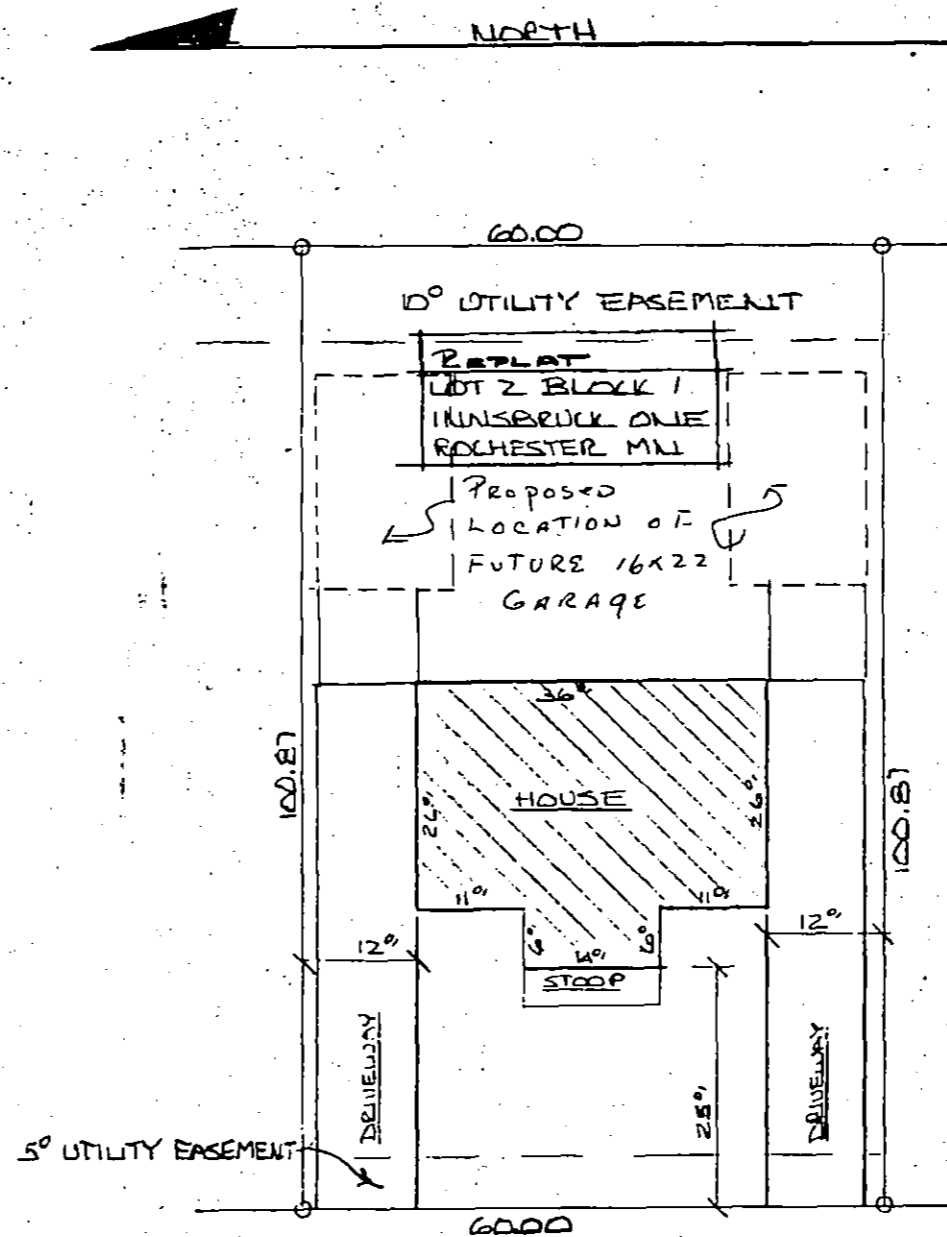 NORTH
60.00
10° UTILITY EASEMENT
REPLAT
LOT 2 BLOCK 1
INNSBRUCK ONE
ROCHESTER MN
PROPOSED
LOCATION OF
FUTURE 16x22
GARAGE
36°
100.87
26°
HOUSE
26°
100.87
11°
11°
12°
6°
14°
6°
12°
STOOP
DRIVEWAY
25°
DRIVEWAY
5° UTILITY EASEMENT
60.00